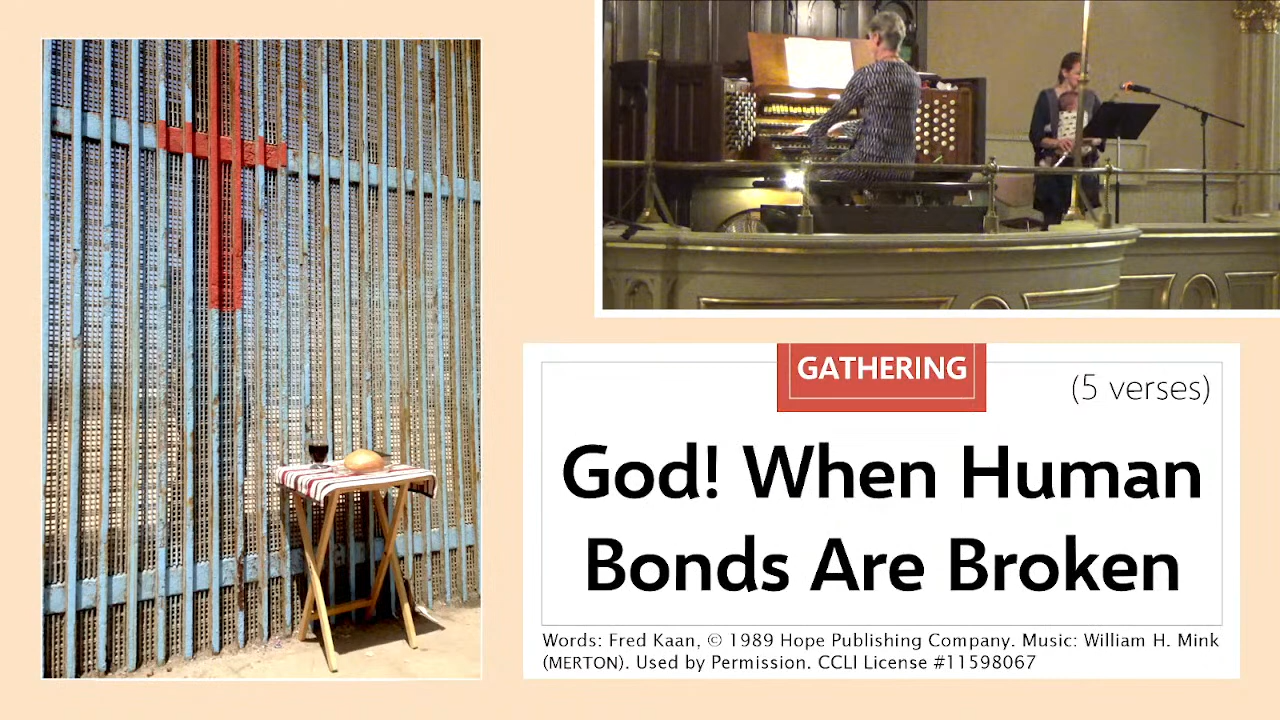 GATHERING
(5 verses)
God! When Human
Bonds Are Broken
Words: Fred Kaan, © 1989 Hope Publishing Company. Music: William H. Mink
(MERTON). Used by Permission. CCLI License #11598067